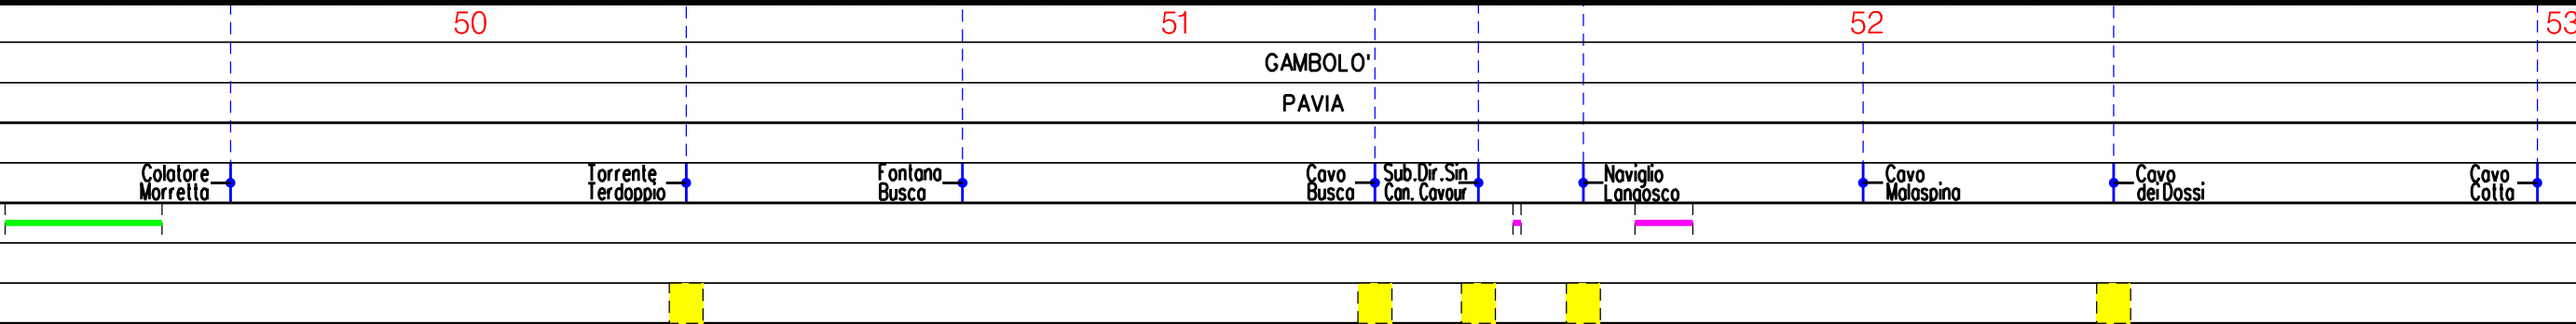 50 51 52 53
GAMBOLO'
PAVIA
Colatore
Morretta
Torrente
Terdoppio
Fontana
Busca
Cavo
Busca
Sub.Dir.Sin
Can. Cavour
Naviglio
Langosco
Cavo
Malaspina
Cavo
dei Dossi
Cavo
Cotta